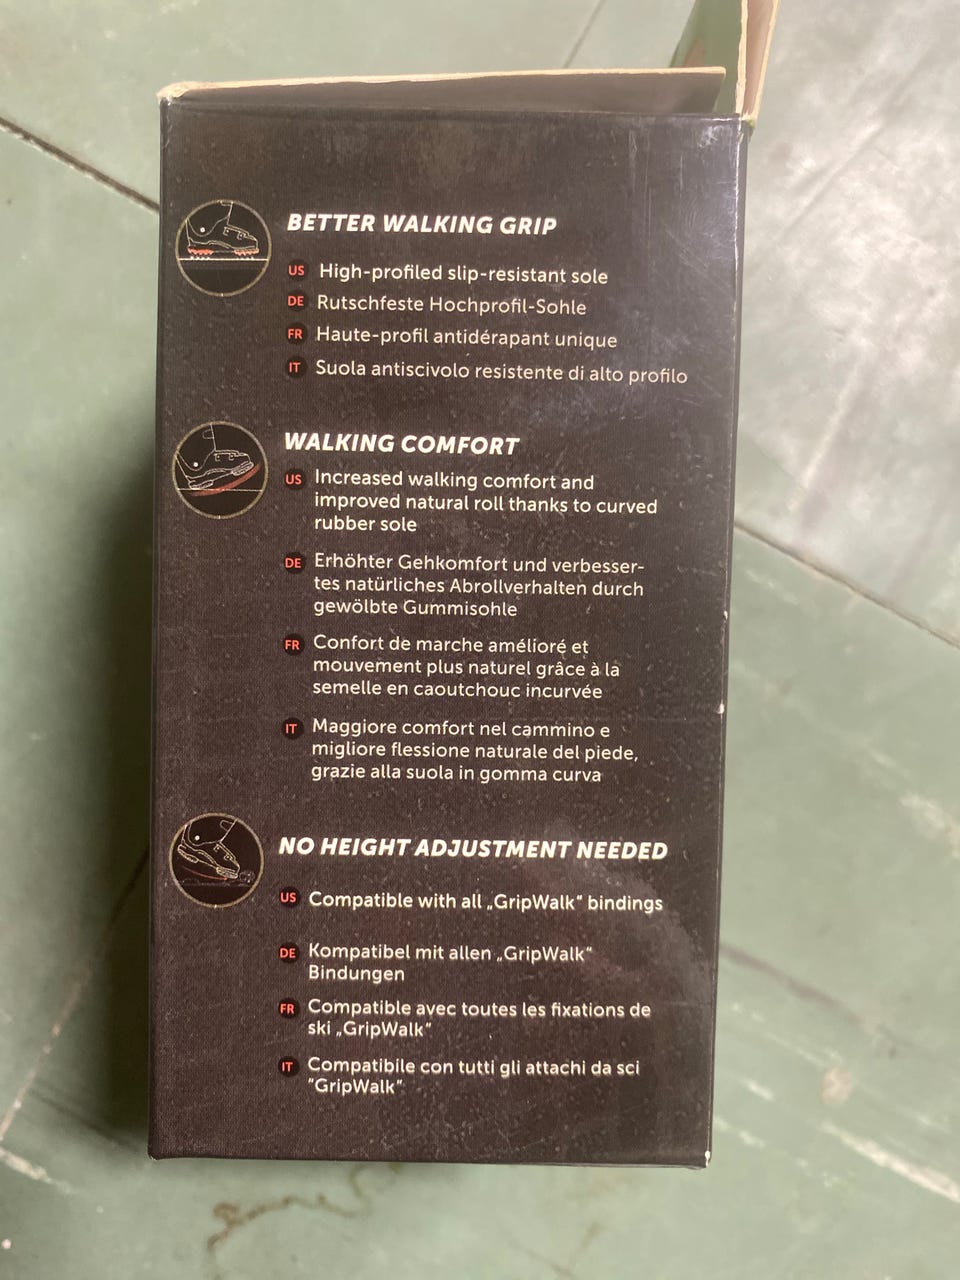 BETTER WALKING GRIP
US High-profiled slip-resistant sole
DE Rutschfeste Hochprofil-Sohle
FR Haute-profil antidérapant unique
IT Suola antiscivolo resistente di alto profilo
WALKING COMFORT
US Increased walking comfort and
improved natural roll thanks to curved
rubber sole
DE Erhöhter Gehkomfort und verbesser-
tes natürliches Abrollverhalten durch
gewölbte Gummisohle
FR Confort de marche amélioré et
mouvement plus naturel grâce à la
semelle en caoutchouc incurvée
IT Maggiore comfort nel cammino e
migliore flessione naturale del piede,
grazie alla suola in gomma curva
NO HEIGHT ADJUSTMENT NEEDED
US Compatible with all „GripWalk“ bindings
DE Kompatibel mit allen „GripWalk“
Bindungen
FR Compatible avec toutes les fixations de
ski „GripWalk“
IT Compatibile con tutti gli attachi da sci
"GripWalk“